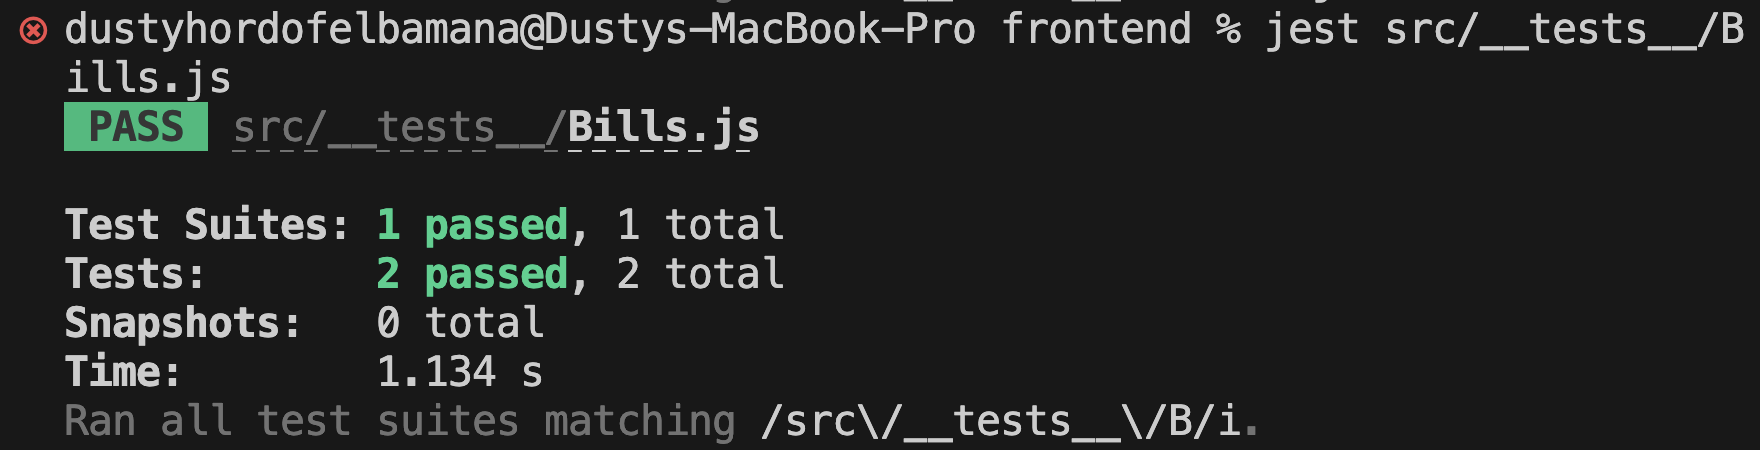 dustyhordofelbamana@Dustys-MacBook-Pro frontend % jest src/__tests__/B
ills.js
PASS src/__tests__/Bills.js
Test Suites: 1 passed, 1 total
Tests: 2 passed, 2 total
Snapshots: 0 total
Time: 1.134 s
Ran all test suites matching /src\/__tests__\/B/i.